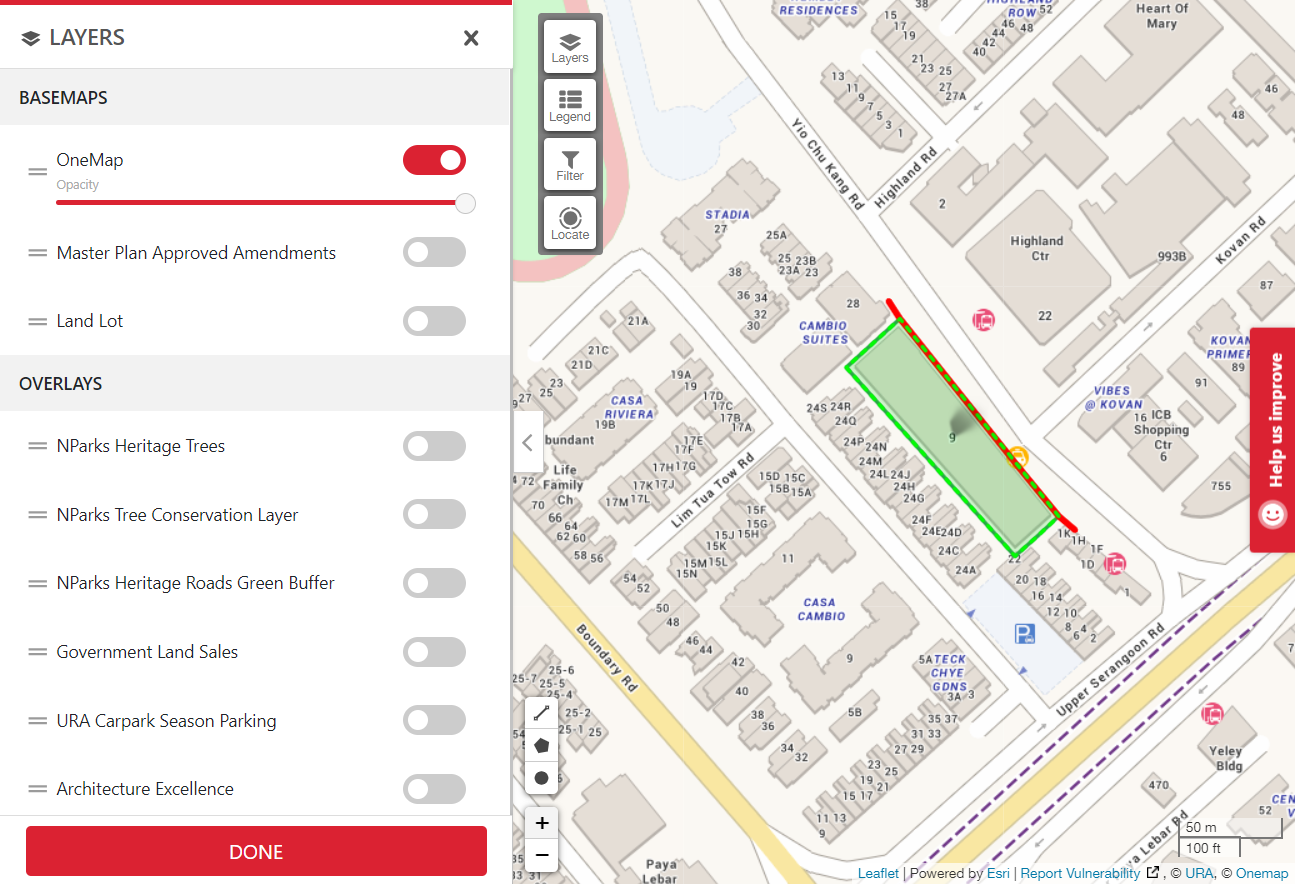 LAYERS
BASEMAPS
OneMap
Opacity
Master Plan Approved Amendments
Land Lot
OVERLAYS
NParks Heritage Trees
NParks Tree Conservation Layer
NParks Heritage Roads Green Buffer
Government Land Sales
URA Carpark Season Parking
Architecture Excellence
DONE
Layers
Legend
Filter
Locate
RESIDENCES
38
15
17
19
21
23
25
27
27A
ROW
52
48
46
44
42
40
Heart Of
Mary
13
11
9
7
5
3
1
46
48
Yio Chu Kang Rd
Highland Rd
2
Highland
Ctr
22
993B
Kovan Rd
87
STADIA
27
25A
25
23B
23A
23
38
36
34
32
30
28
CAMBIO
SUITES
21A
21C
21D
25
23
27
19A
19
CASA
RIVIERA
19B
17D
17C
17B
17A
17E
17F
17H
17G
17K
17J
17M
17L
bundant
Life
Family
Ch
72
70
66
64
62
60
58
56
54
52
50
48
46
44
42
40
38
36
34
32
Lim Tua Tow Rd
15D
15C
15B
15A
15F
15G
15J
15H
15K
15M
15L
15N
24S
24R
24Q
24P
24N
24M
24L
24J
24H
24G
24F
24E
24D
24C
24A
9
22
20
18
16
14
12
10
8
6
4
2
1K
1H
1F
1D
1
KOVAN
PRIMER
89
91
VIBES
@ KOVAN
16
ICB
Shopping
Ctr
6
755
Help us improve
11
CASA
CAMBIO
9
Boundary Rd
5A
TECK
CHYE
GDNS
3A
3
5B
35
37
31
33
27
29
23
25
19
21
15
17
11
13
9
Upper Serangoon Rd
25-7
25-6
25-5
25-4
25-2
25-1
25
Yeley
Bldg
470
52
Paya
Lebar
ya Lebar Rd
50 m
100 ft
+
−
Leaflet | Powered by Esri | Report Vulnerability , © URA, © Onemap